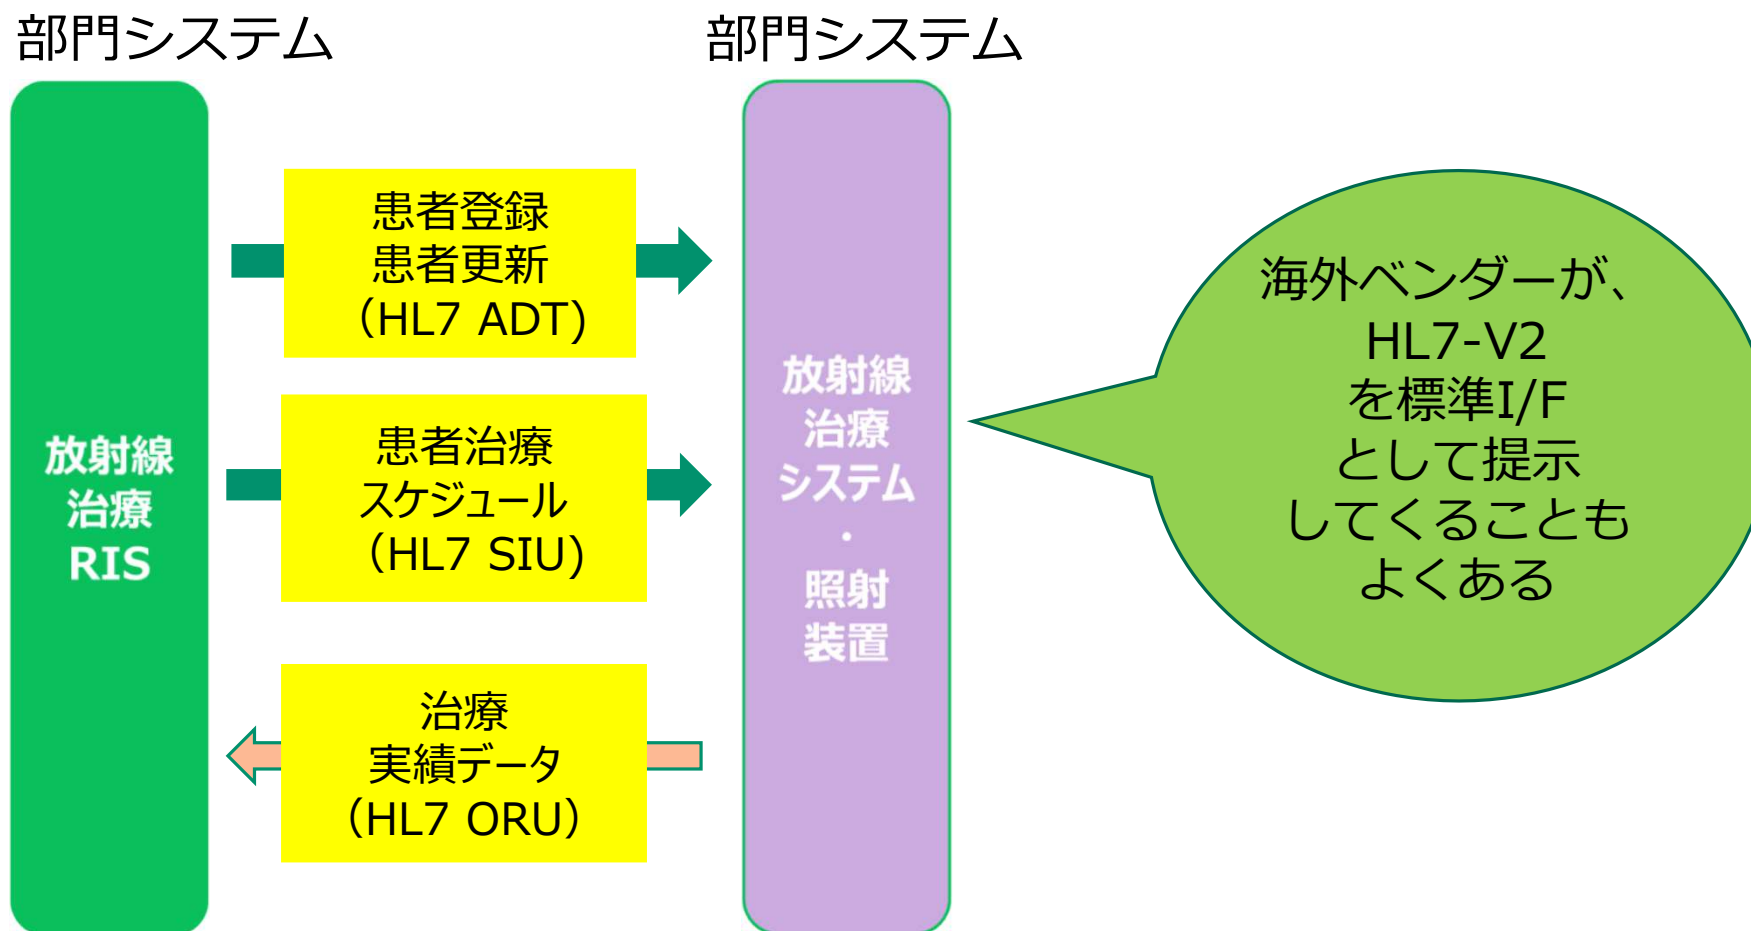 部門システム
部門システム
放射線
治療
RIS
患者登録
患者更新
（HL7 ADT)
患者治療
スケジュール
（HL7 SIU)
治療
実績データ
（HL7 ORU）
放射線
治療
システム
・
照射
装置
海外ベンダーが、
HL7-V2
を標準I/F
として提示
してくることも
よくある